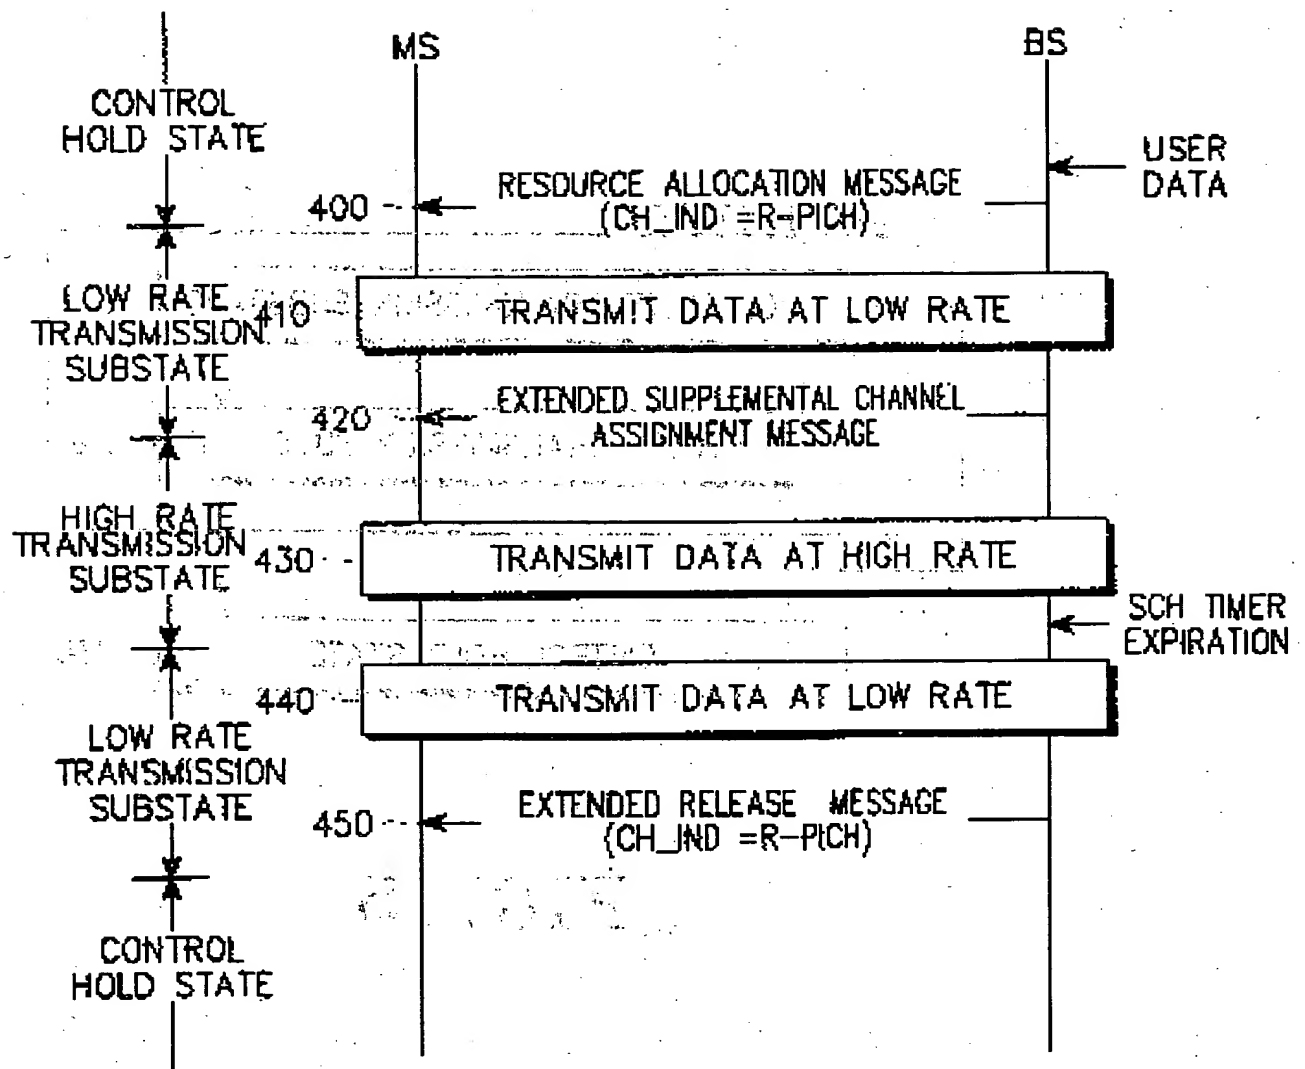 MS
BS
CONTROL
HOLD STATE
USER
DATA
400
RESOURCE ALLOCATION MESSAGE
(CH_IND =R-PICH)
LOW RATE
TRANSMISSION
SUBSTATE
410
TRANSMIT DATA AT LOW RATE
420
EXTENDED SUPPLEMENTAL CHANNEL
ASSIGNMENT MESSAGE
HIGH RATE
TRANSMISSION
SUBSTATE
430
TRANSMIT DATA AT HIGH RATE
SCH TIMER
EXPIRATION
440
TRANSMIT DATA AT LOW RATE
LOW RATE
TRANSMISSION
SUBSTATE
450
EXTENDED RELEASE MESSAGE
(CH_IND =R-PICH)
CONTROL
HOLD STATE